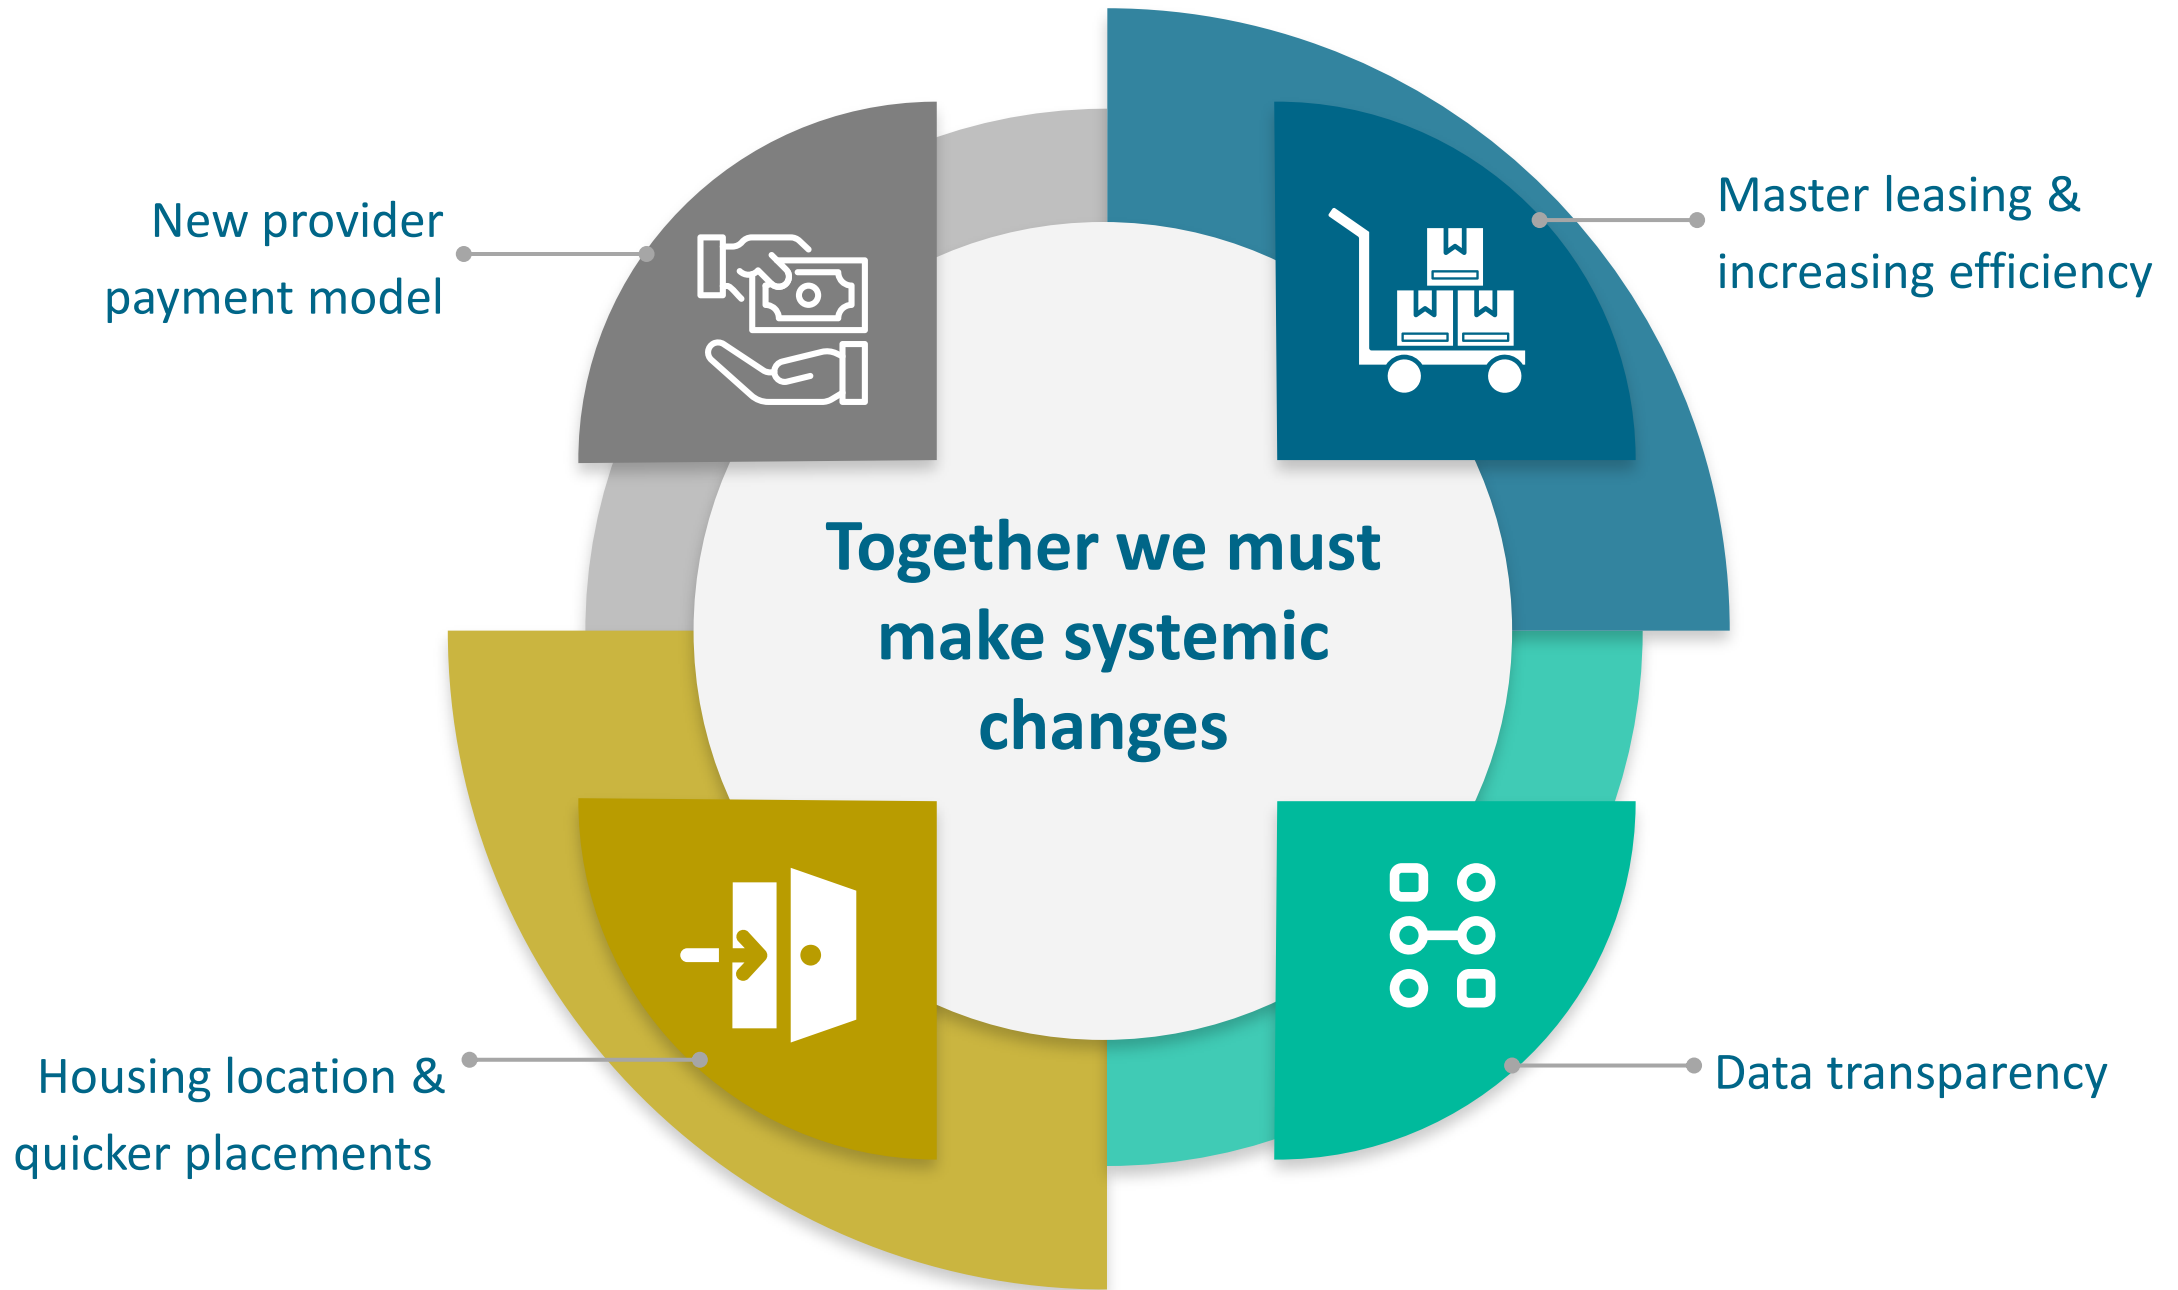 New provider
payment model
Master leasing &
increasing efficiency
Together we must
make systemic
changes
Housing location &
quicker placements
Data transparency